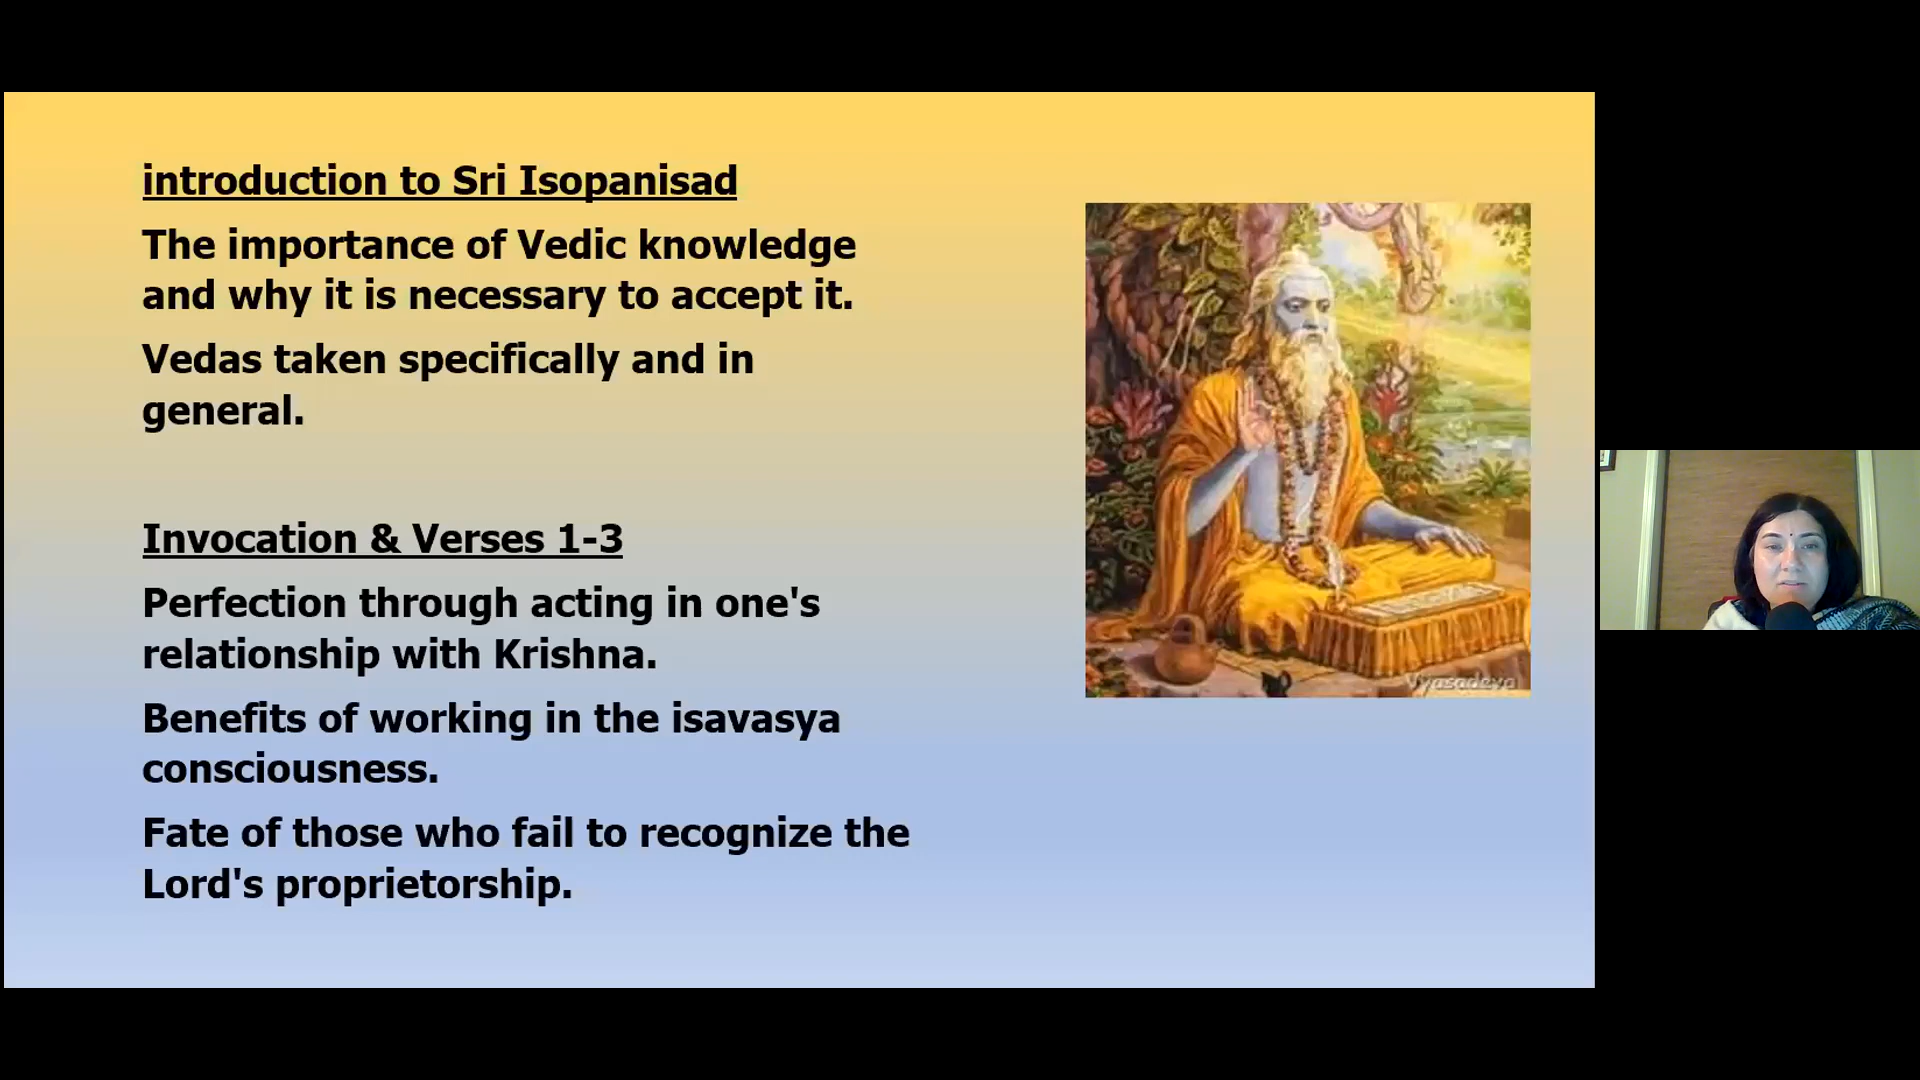 introduction to Sri Isopanisad
The importance of Vedic knowledge
and why it is necessary to accept it.
Vedas taken specifically and in
general.
Invocation & Verses 1-3
Perfection through acting in one's
relationship with Krishna.
Benefits of working in the isavasya
consciousness.
Fate of those who fail to recognize the
Lord's proprietorship.
Vyasadeva